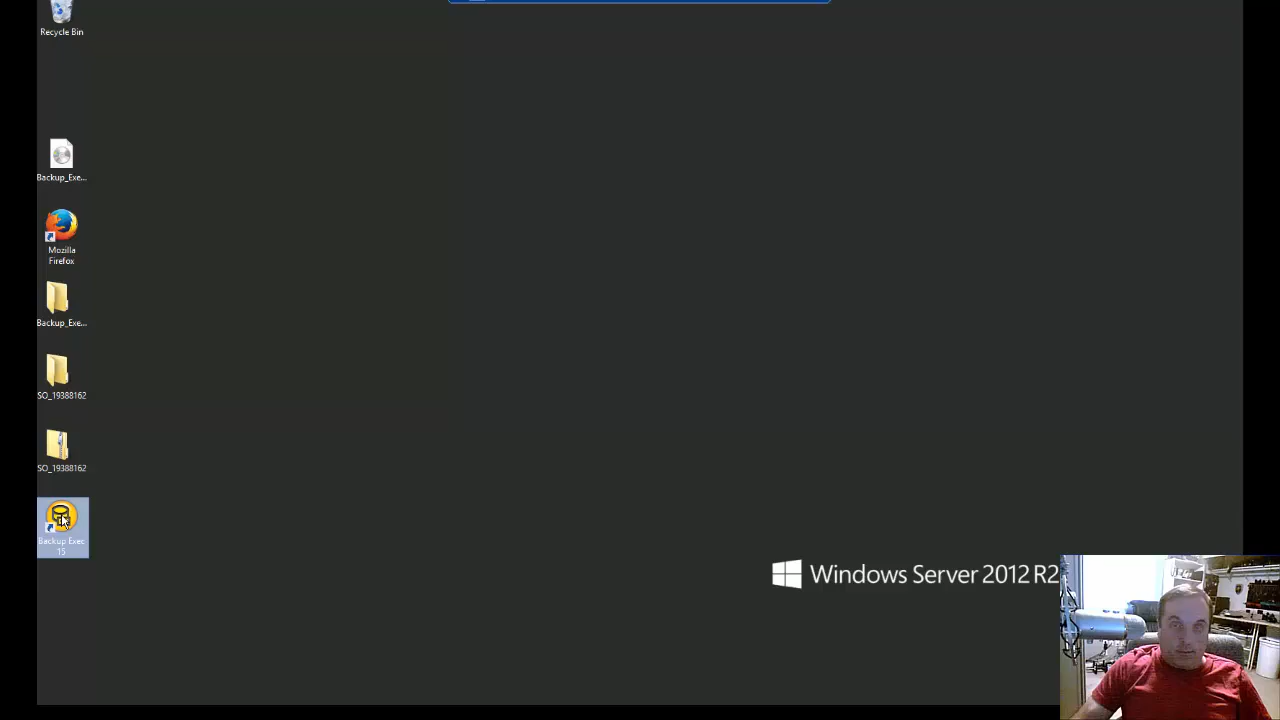 Recycle Bin
Backup_Exe...
Mozilla
Firefox
Backup_Exe...
SO_19388162
SO_19388162
Backup Exec
15
Windows Server 2012 R2